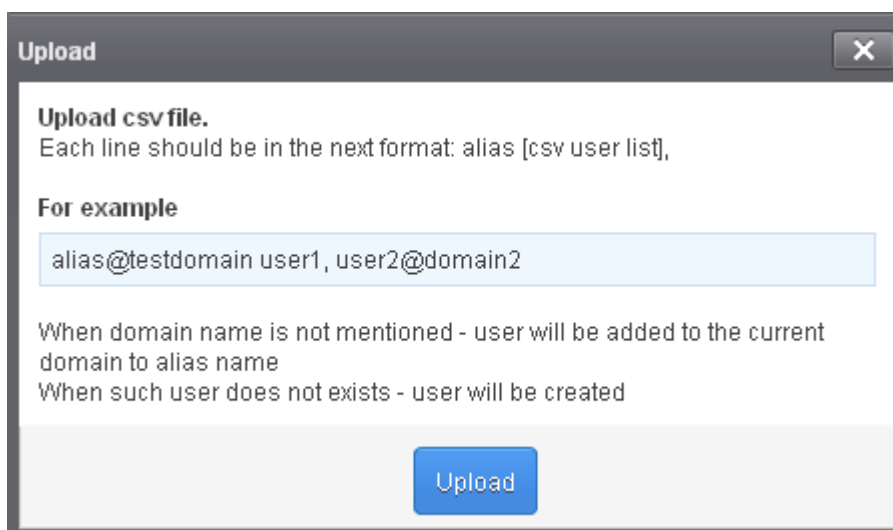 Upload
Upload csv file.
Each line should be in the next format: alias [csv user list],
For example
alias@testdomain user1, user2@domain2
When domain name is not mentioned - user will be added to the current
domain to alias name
When such user does not exists - user will be created
Upload